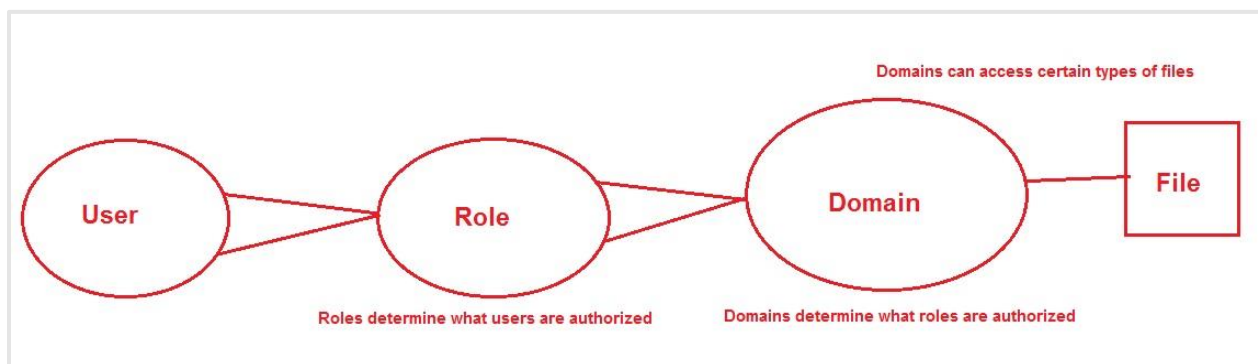 Domains can access certain types of files
User
Role
Domain
File
Roles determine what users are authorized
Domains determine what roles are authorized